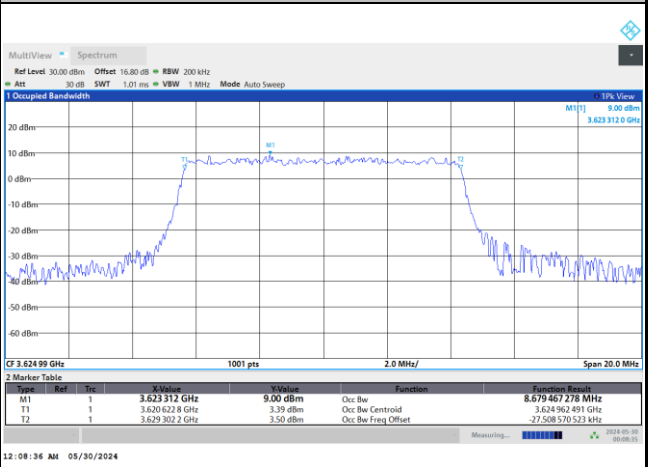 MultiView Spectrum
Ref Level 30.00 dBm Offset 16.80 dB RBW 200 kHz
Att 30 dB SWT 1.01 ms VBW 1 MHz Mode Auto Sweep
1 Occupied Bandwidth 1Pk View
M1[1] 9.00 dBm
3.623 312 0 GHz
20 dBm
M1
10 dBm
T1 T2
0 dBm
-10 dBm
-20 dBm
-30 dBm
-40 dBm
-50 dBm
-60 dBm
CF 3.624 99 GHz 1001 pts 2.0 MHz/ Span 20.0 MHz
2 Marker Table
Type Ref Trc X-Value Y-Value Function Function Result
M1 1 3.623 312 GHz 9.00 dBm Occ Bw 8.679 467 278 MHz
T1 1 3.620 622 8 GHz 3.39 dBm Occ Bw Centroid 3.624 962 491 GHz
T2 1 3.629 302 2 GHz 3.50 dBm Occ Bw Freq Offset -27.508 570 523 kHz
Measuring... 2024-05-30
00:08:35
12:08:36 AM 05/30/2024